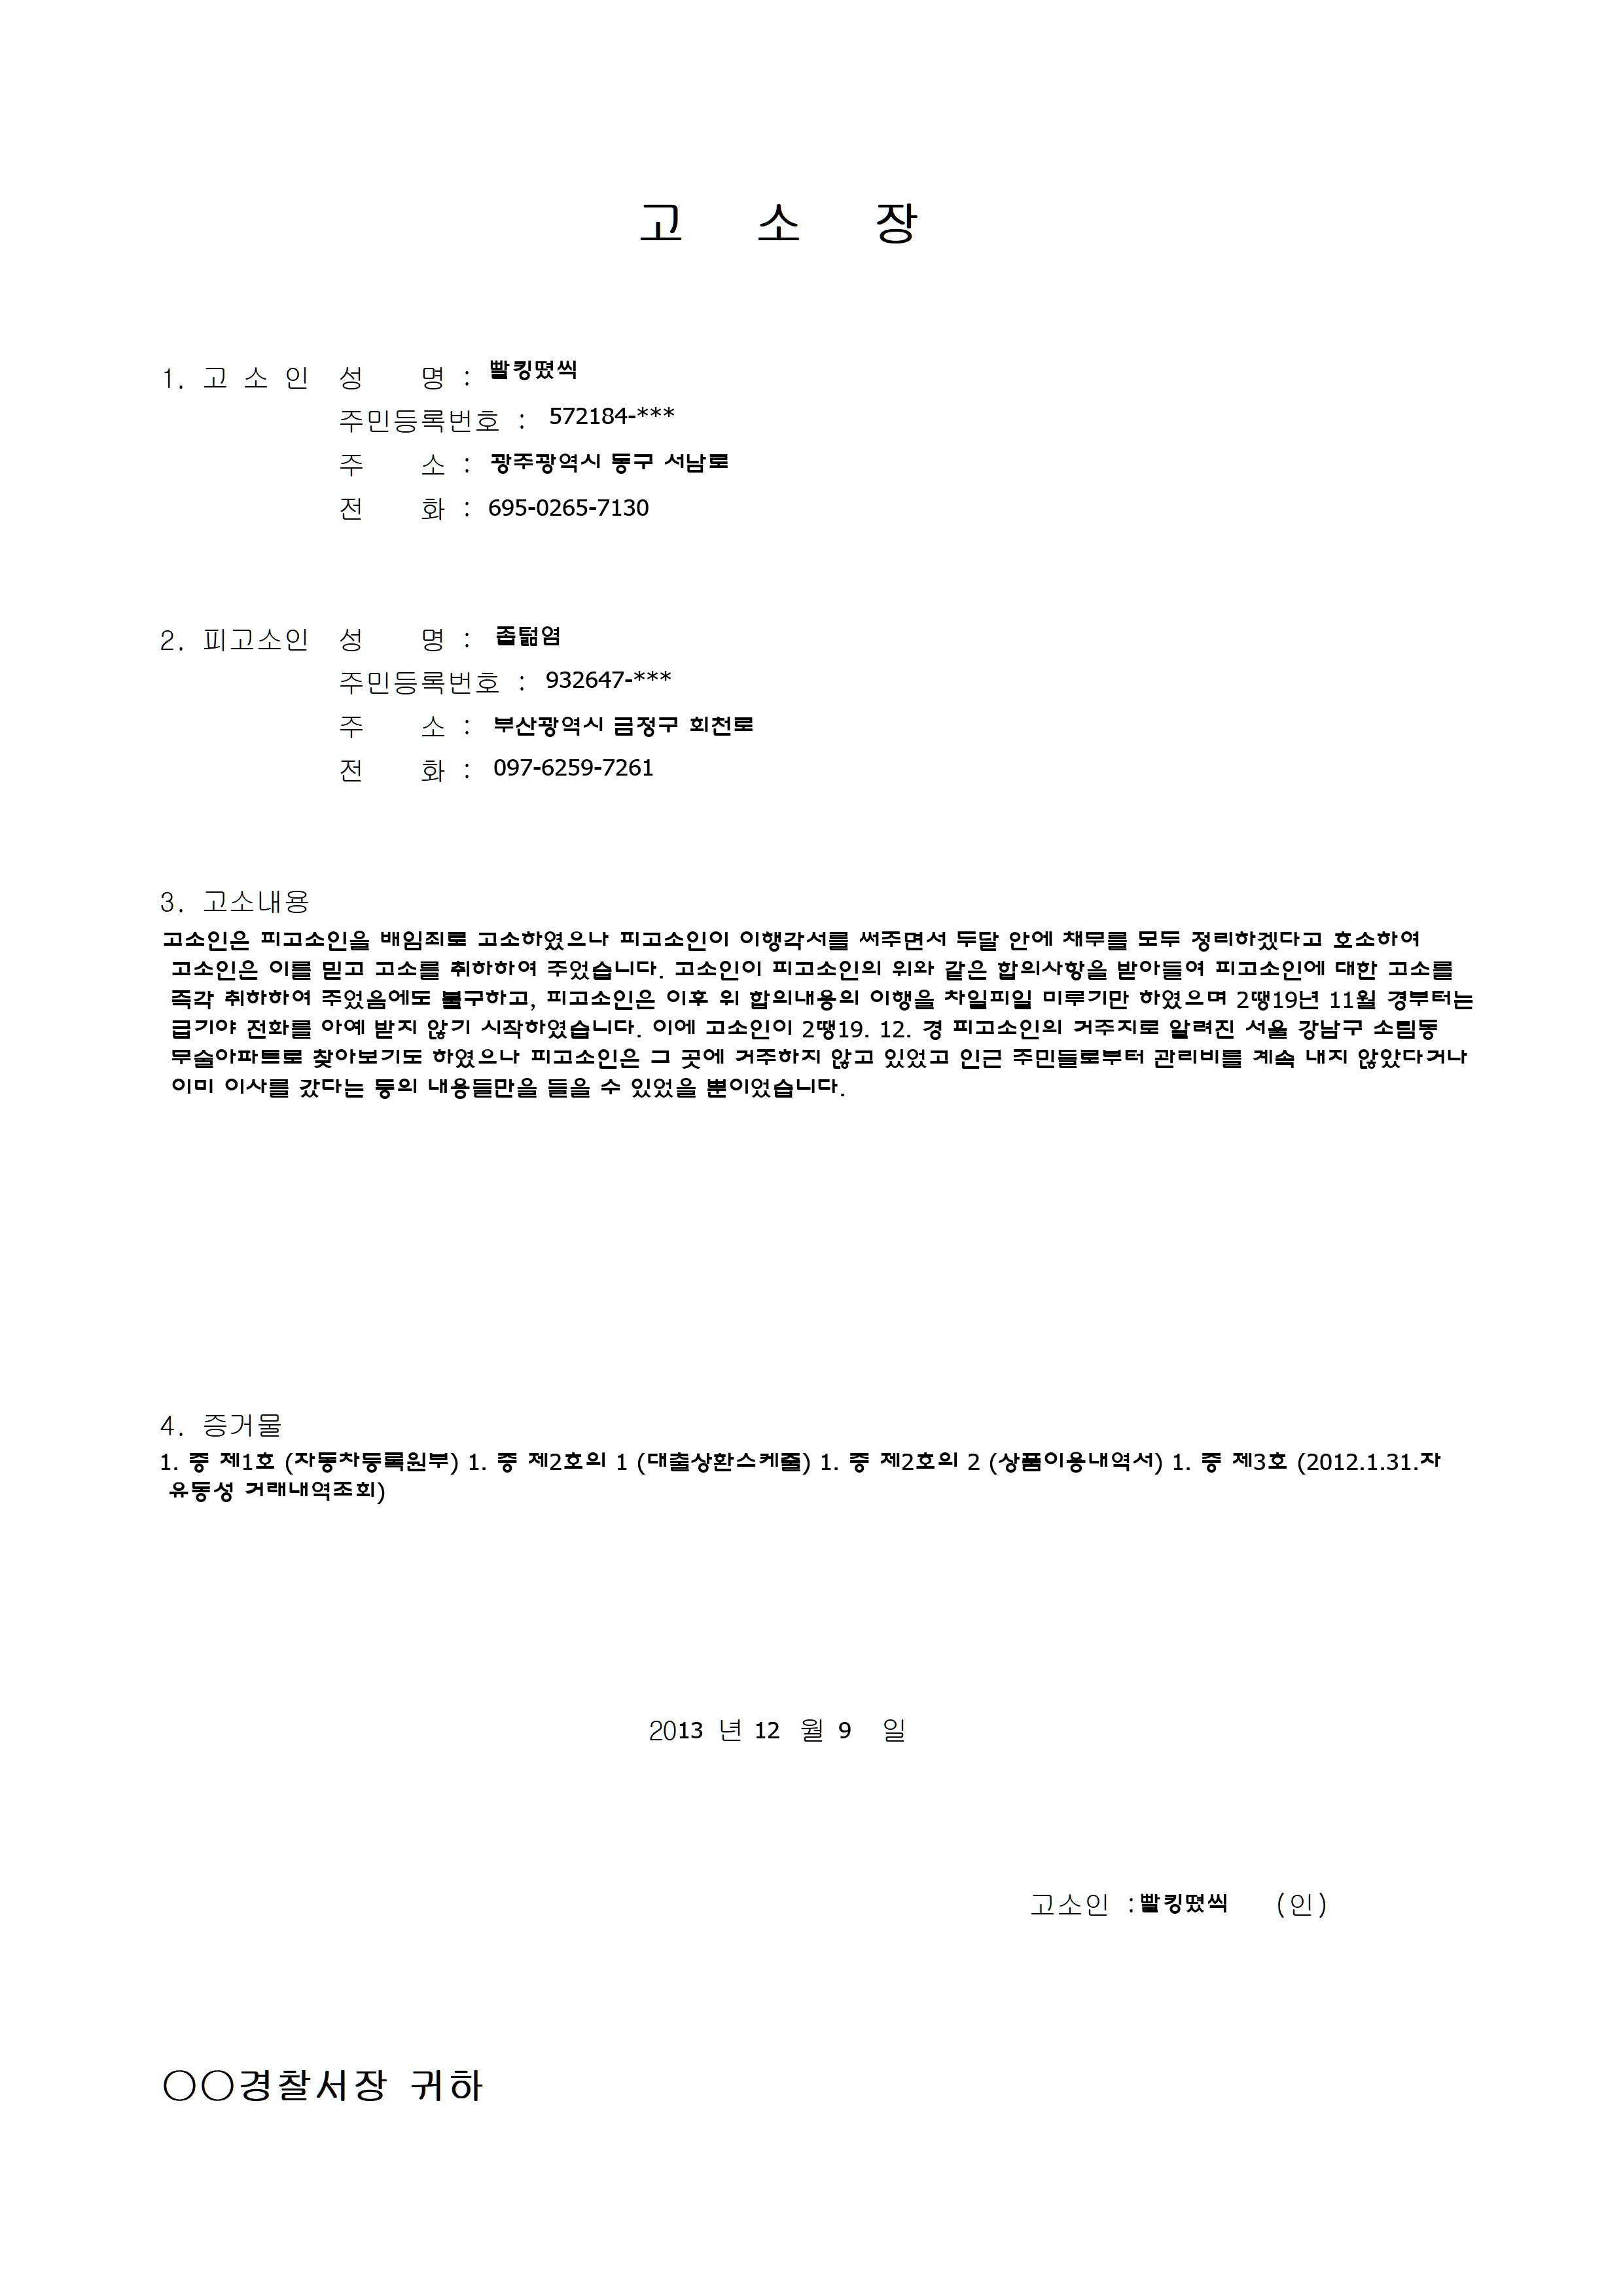 고 소 장
1. 고 소 인 성 명 : 빨킹떴씩
주민등록번호 : 572184-***
주 소 : 광주광역시 동구 서남로
전 화 : 695-0265-7130
2. 피고소인 성 명 : 좁텲염
주민등록번호 : 932647-***
주 소 : 부산광역시 금정구 회천로
전 화 : 097-6259-7261
3. 고소내용
고소인은 피고소인을 배임죄로 고소하였으나 피고소인이 이행각서를 써주면서 두달 안에 채무를 모두 정리하겠다고 호소하여
고소인은 이를 믿고 고소를 취하하여 주었습니다. 고소인이 피고소인의 위와 같은 합의사항을 받아들여 피고소인에 대한 고소를
즉각 취하하여 주었음에도 불구하고, 피고소인은 이후 위 합의내용의 이행을 차일피일 미루기만 하였으며 2땡19년 11월 경부터는
급기야 전화를 아예 받지 않기 시작하였습니다. 이에 고소인이 2땡19. 12. 경 피고소인의 거주지로 알려진 서울 강남구 소림동
무술아파트로 찾아보기도 하였으나 피고소인은 그 곳에 거주하지 않고 있었고 인근 주민들로부터 관리비를 계속 내지 않았다거나
이미 이사를 갔다는 등의 내용들만을 들을 수 있었을 뿐이었습니다.
4. 증거물
1. 증 제1호 (자동차등록원부) 1. 증 제2호의 1 (대출상환스케줄) 1. 증 제2호의 2 (상품이용내역서) 1. 증 제3호 (2012.1.31.자
유동성 거래내역조회)
2013 년 12 월 9 일
고소인 : 빨킹떴씩 (인)
○○경찰서장 귀하